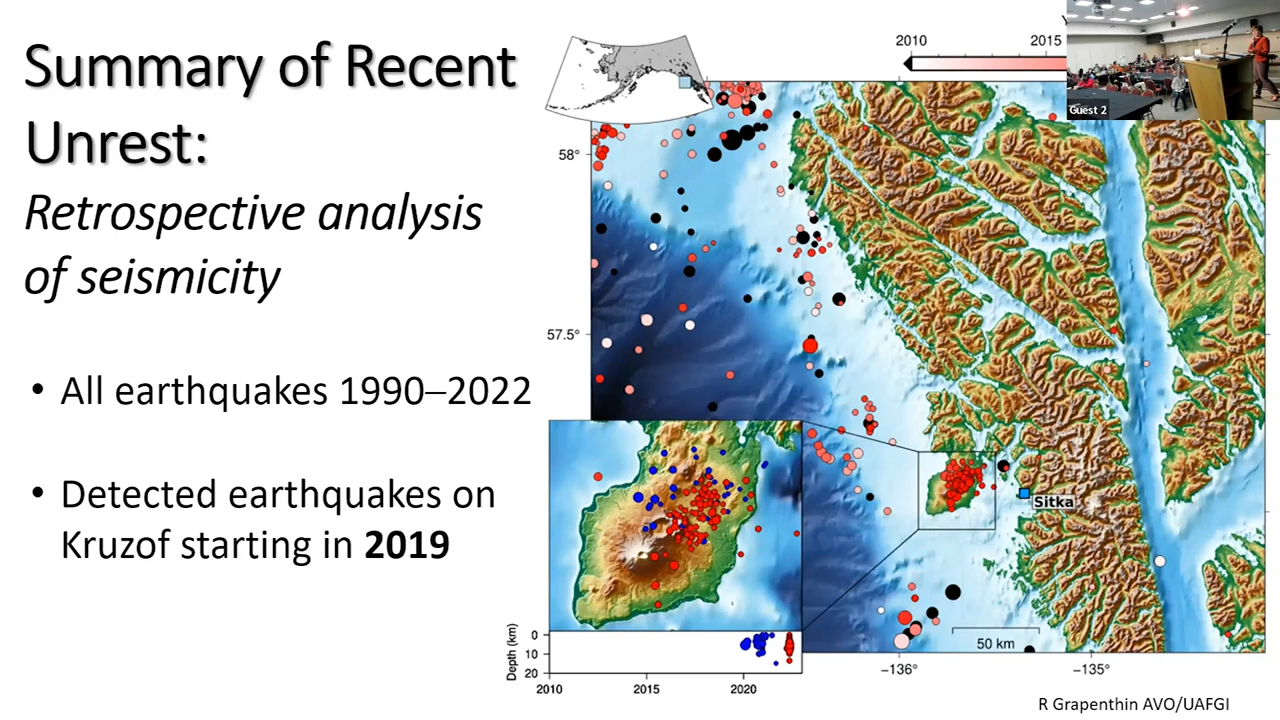 Summary of Recent
Unrest:
Retrospective analysis
of seismicity
• All earthquakes 1990–2022
• Detected earthquakes on
Kruzof starting in 2019
2010
2015
Guest 2
58°
57.5°
Sitka
50 km
-136°
-135°
Depth (km)
0
10
20
2010
2015
2020
R Grapenthin AVO/UAFGI